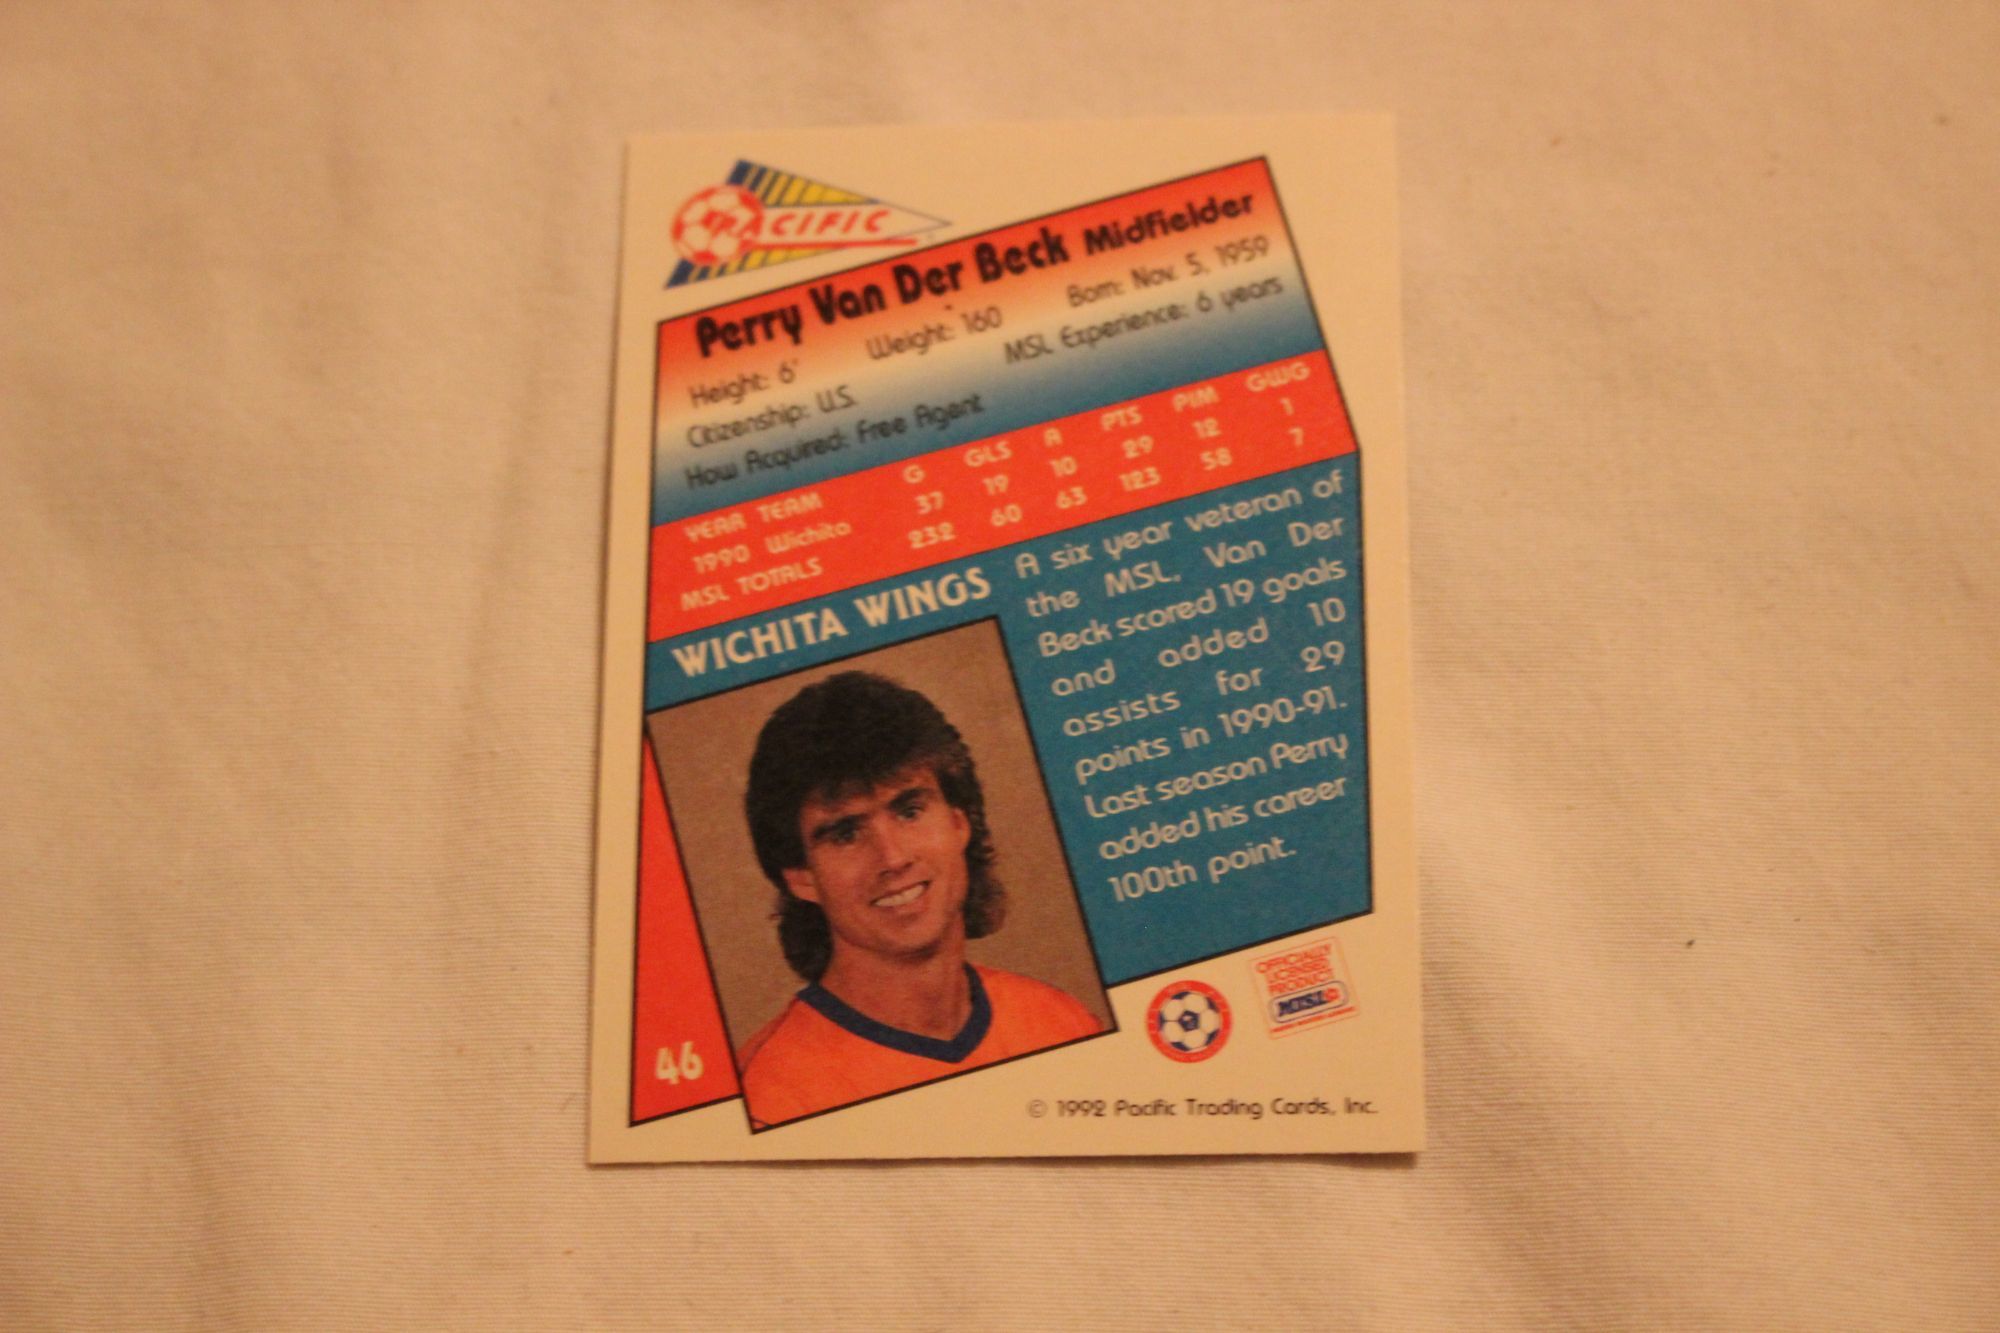 PACIFIC
Perry Van Der Beck Midfielder
Height: 6' Weight: 160 Born: Nov. 5, 1959
Citizenship: U.S. MSL Experience: 6 years
How Acquired: Free Agent
YEAR TEAM G GLS A PTS PIM GWG
1990 Wichita 37 19 10 29 12 1
MSL TOTALS 232 60 63 123 58 7
WICHITA WINGS
A six year veteran of
the MSL, Van Der
Beck scored 19 goals
and added 10
assists for 29
points in 1990-91.
Last season Perry
added his career
100th point.
46
OFFICIALLY
LICENSED
PRODUCT
© 1992 Pacific Trading Cards, Inc.